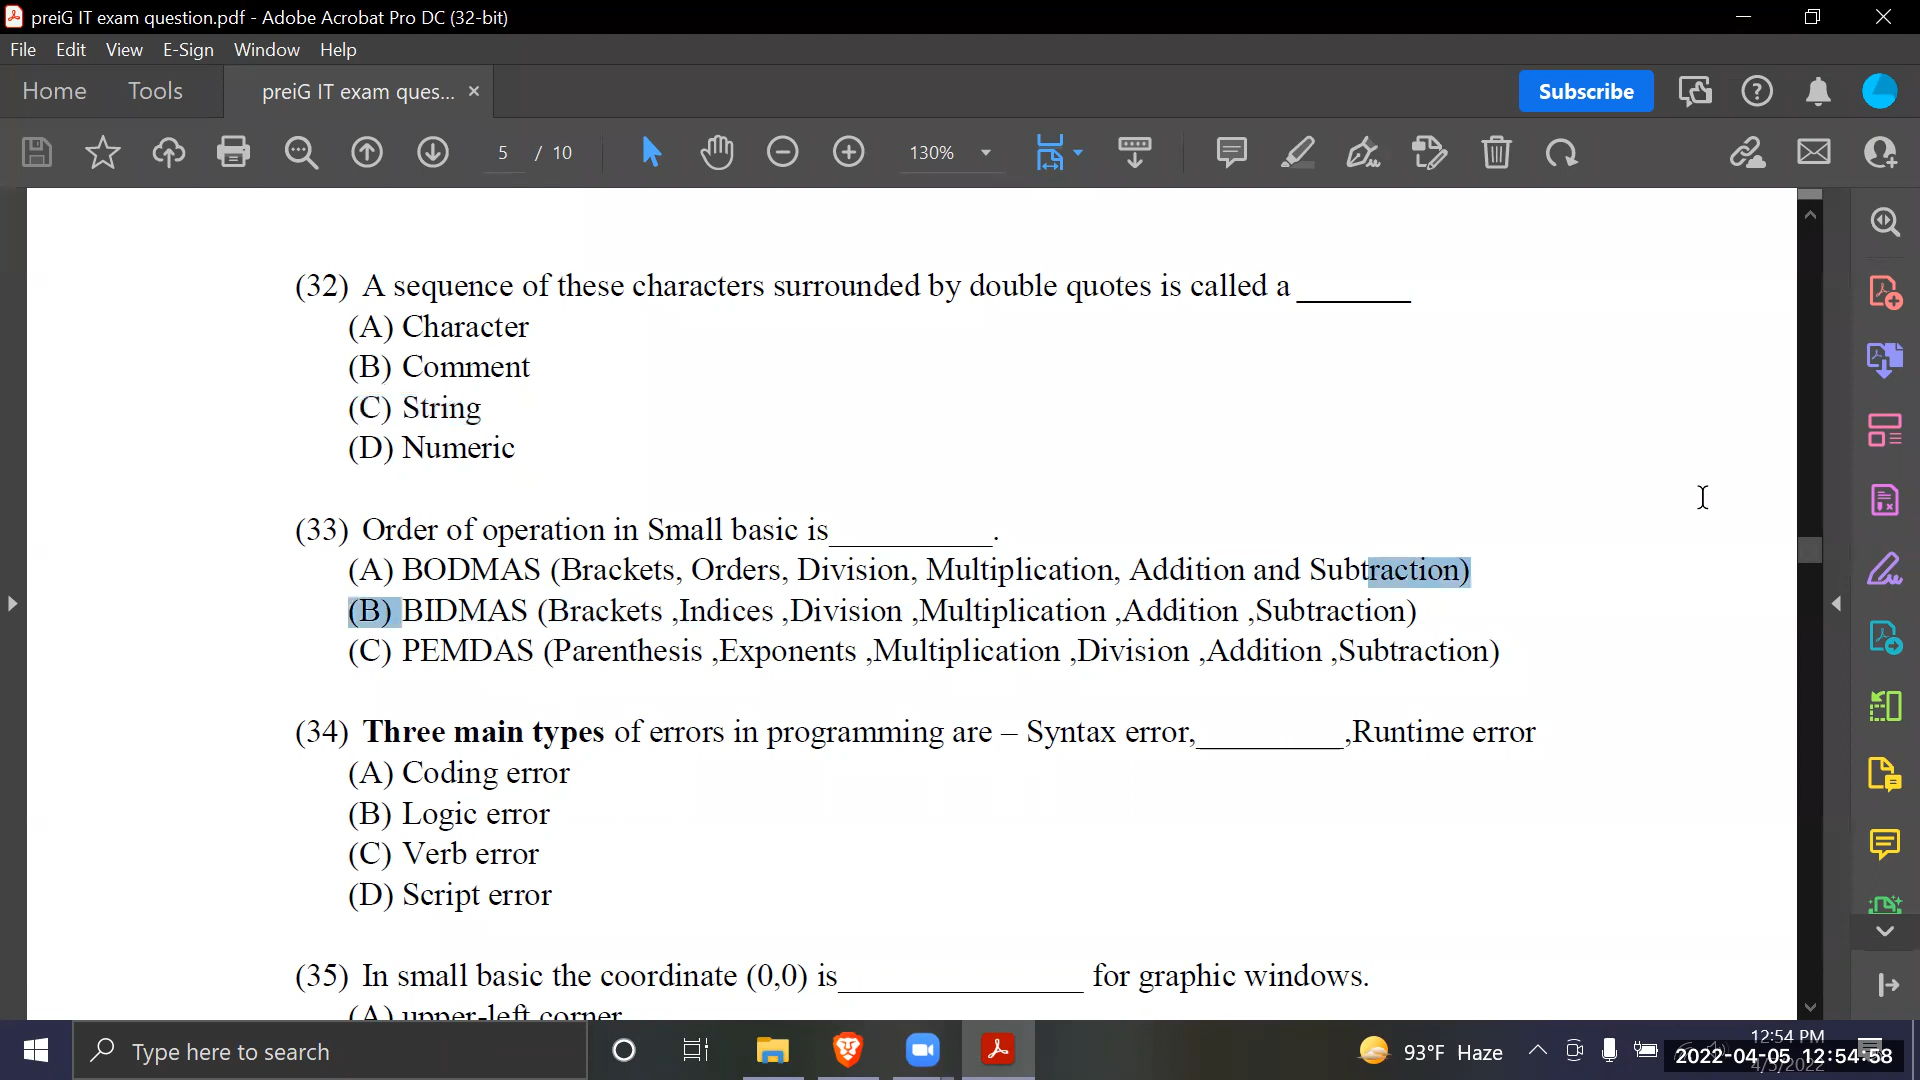 preiG IT exam question.pdf - Adobe Acrobat Pro DC (32-bit)
File Edit View E-Sign Window Help
Home Tools preiG IT exam ques... × Subscribe
5 / 10 130%
(32) A sequence of these characters surrounded by double quotes is called a _______
(A) Character
(B) Comment
(C) String
(D) Numeric
(33) Order of operation in Small basic is__________.
(A) BODMAS (Brackets, Orders, Division, Multiplication, Addition and Subtraction)
(B) BIDMAS (Brackets ,Indices ,Division ,Multiplication ,Addition ,Subtraction)
(C) PEMDAS (Parenthesis ,Exponents ,Multiplication ,Division ,Addition ,Subtraction)
(34) Three main types of errors in programming are – Syntax error,_________,Runtime error
(A) Coding error
(B) Logic error
(C) Verb error
(D) Script error
(35) In small basic the coordinate (0,0) is_______________ for graphic windows.
(A) upper-left corner
Type here to search
93°F Haze
12:54 PM
4/5/2022
2022-04-05 12:54:58